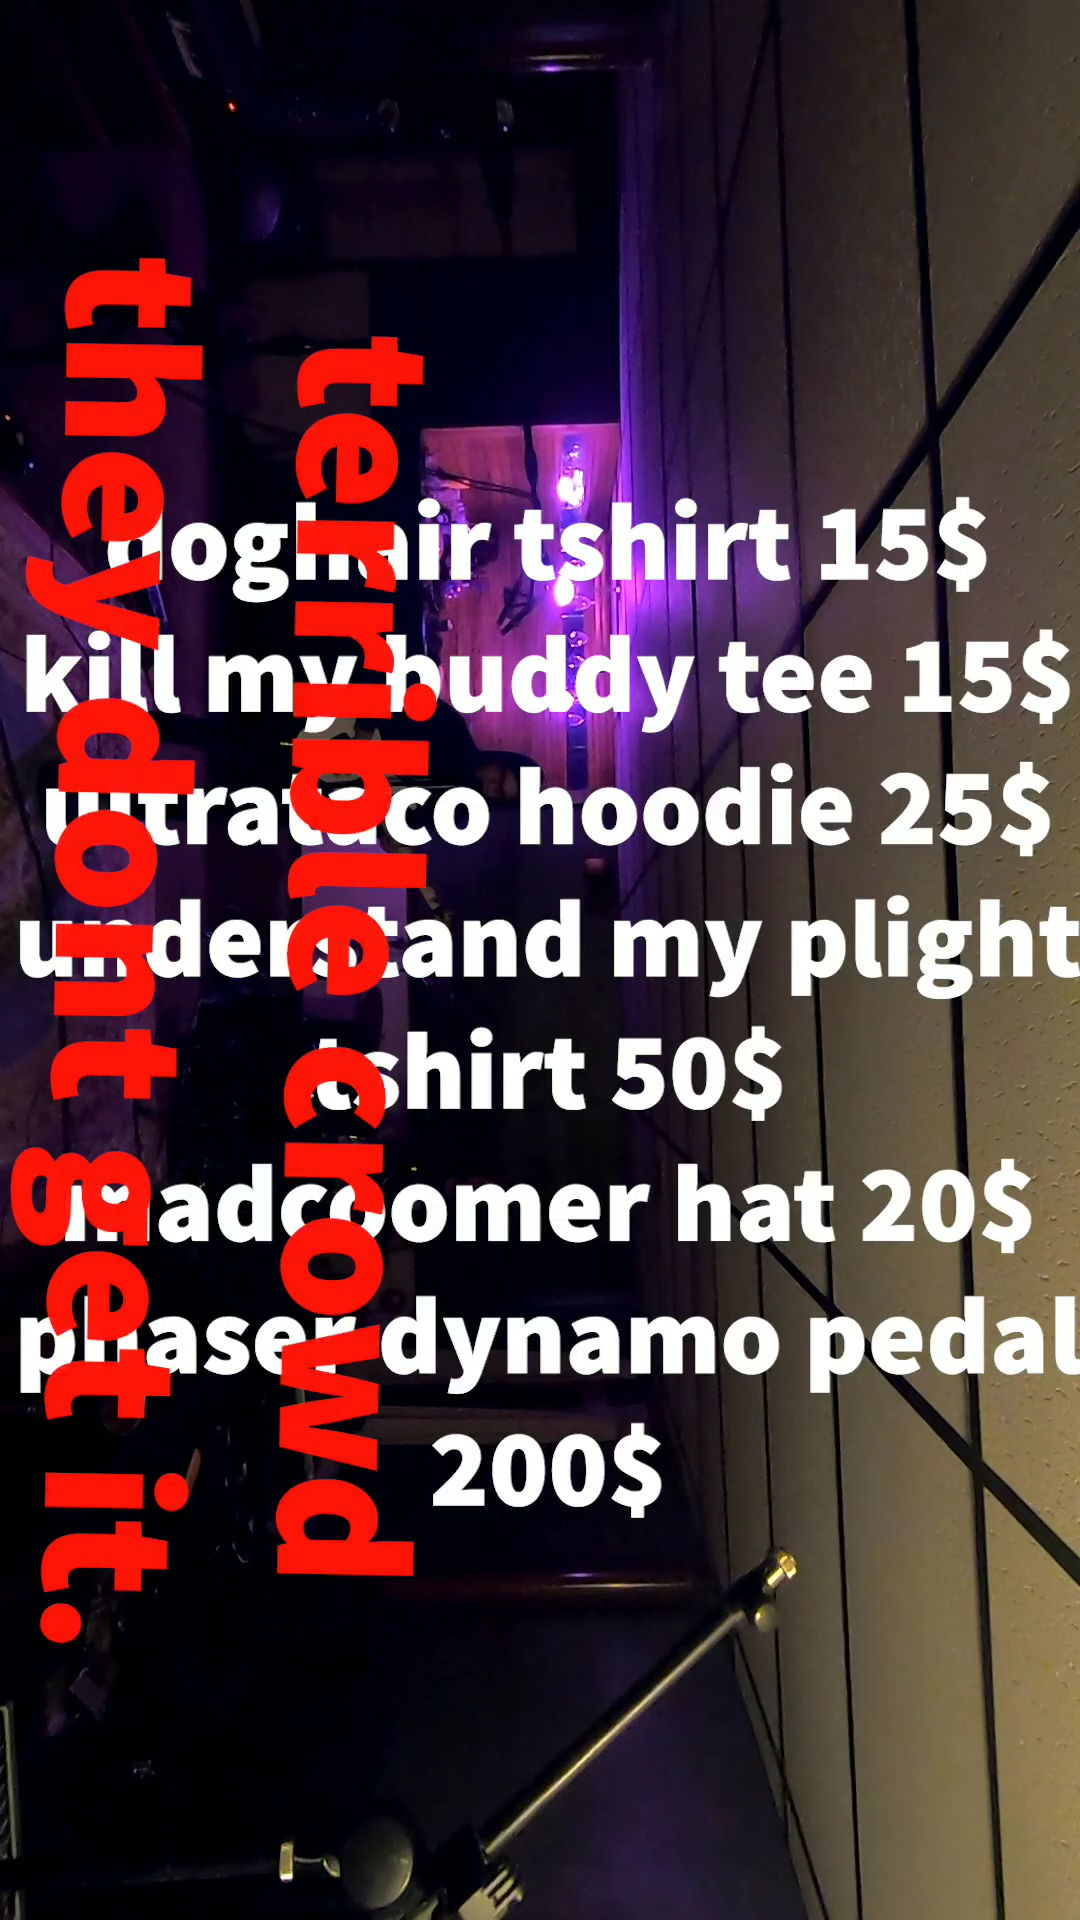 doghair tshirt 15$
kill my buddy tee 15$
ultrataco hoodie 25$
understand my plight
tshirt 50$
madcoomer hat 20$
phaser dynamo pedal
200$
terrible crowd
they dont get it.